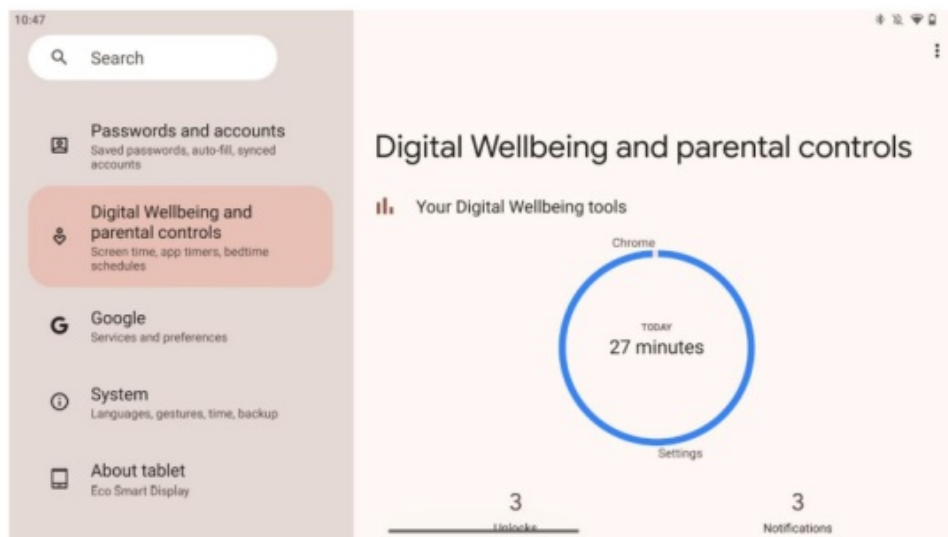 10:47
Search
Passwords and accounts
Saved passwords, auto-fill, synced
accounts
Digital Wellbeing and
parental controls
Screen time, app timers, bedtime
schedules
Google
Services and preferences
System
Languages, gestures, time, backup
About tablet
Eco Smart Display
Digital Wellbeing and parental controls
Your Digital Wellbeing tools
Chrome
TODAY
27 minutes
Settings
3
Unlocks
3
Notifications